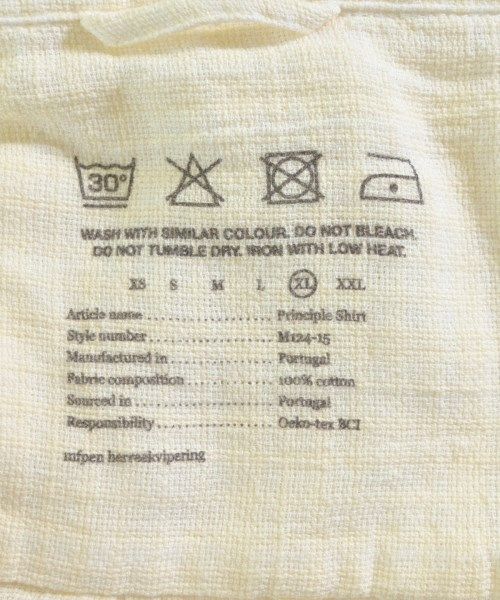 30°
WASH WITH SIMILAR COLOUR. DO NOT BLEACH.
DO NOT TUMBLE DRY. IRON WITH LOW HEAT.
XS S M L XL XXL
Article name .................. Principle Shirt
Style number .................. M124-15
Manufactured in .................. Portugal
Fabric composition .................. 100% cotton
Sourced in .................. Portugal
Responsibility .................. Oeko-tex BCI
mfpen herreekvipering